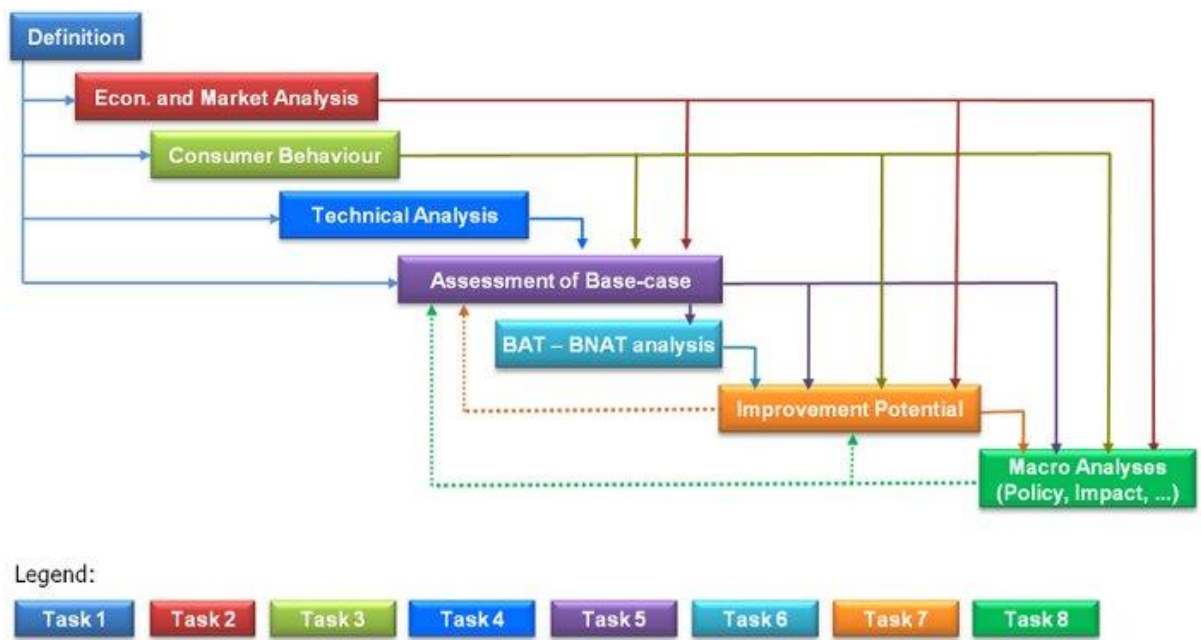 Definition
Econ. and Market Analysis
Consumer Behaviour
Technical Analysis
Assessment of Base-case
BAT – BNAT analysis
Improvement Potential
Macro Analyses
(Policy, Impact, ...)
Legend:
Task 1
Task 2
Task 3
Task 4
Task 5
Task 6
Task 7
Task 8